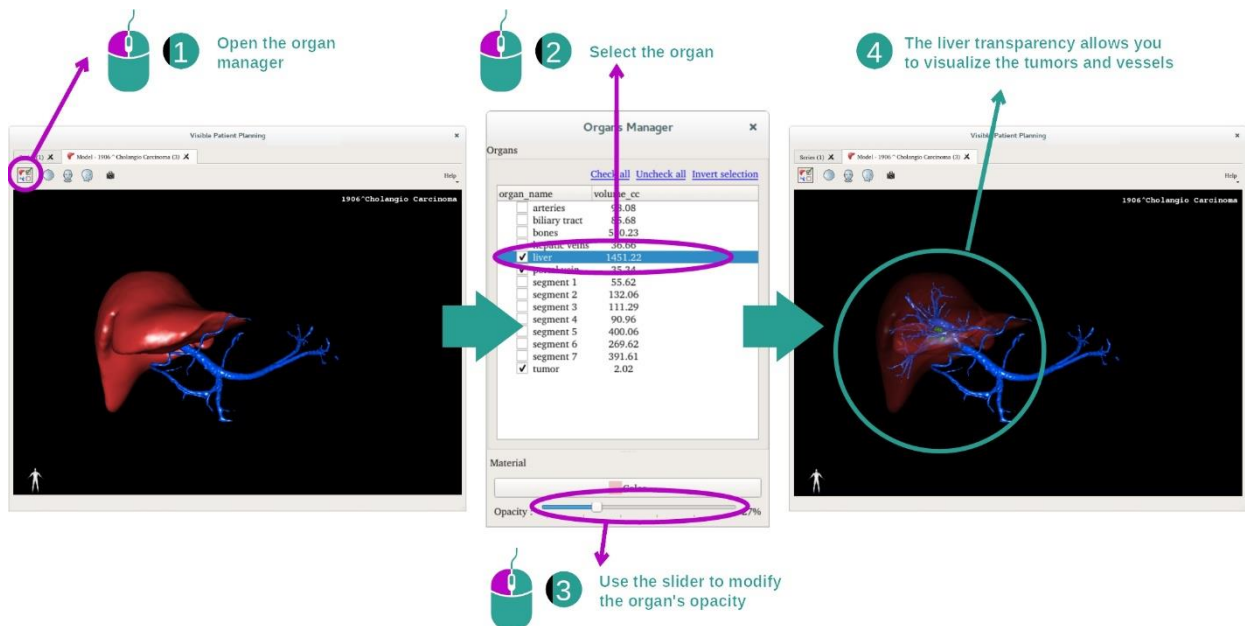 1
Open the organ
manager
2
Select the organ
4
The liver transparency allows you
to visualize the tumors and vessels
Visible Patient Planning
(1)
Model - 1906^Cholangio Carcinoma (3)
Help
1906^Cholangio Carcinoma
Organs Manager
Organs
Check all Uncheck all Invert selection
organ_name volume_cc
arteries 98.08
biliary tract 85.68
bones
hepatic veins 36.66
liver 1451.22
segment 1 55.62
segment 2 132.06
segment 3 111.29
segment 4 90.96
segment 5 400.06
segment 6 269.62
segment 7 391.61
tumor 2.02
Material
Color
Opacity :
27%
Visible Patient Planning
Series (1)
Model - 1906^Cholangio Carcinoma (3)
Help
1906^Cholangio Carcinoma
3
Use the slider to modify
the organ's opacity